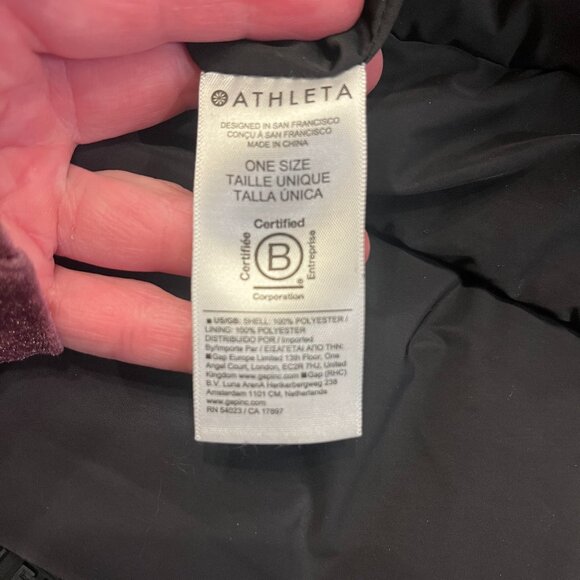 ATHLETA
DESIGNED IN SAN FRANCISCO
CONÇU À SAN FRANCISCO
MADE IN CHINA
ONE SIZE
TAILLE UNIQUE
TALLA ÚNICA
Certified
Certifiée
B
Entreprise
®
Corporation
■ US/GB: SHELL: 100% POLYESTER /
LINING: 100% POLYESTER
DISTRIBUIDO POR / Imported
By/Importe Par / ΕΙΣΑΓΕΤΑΙ ΑΠΟ ΤΗΝ:
■ Gap Europe Limited 13th Floor, One
Angel Court, London, EC2R 7HJ, United
Kingdom www.gapinc.com ■ Gap (RHC)
B.V. Luna ArenA Herikerbergweg 238
Amsterdam 1101 CM, Netherlands
www.gapinc.com
RN 54023 / CA 17897